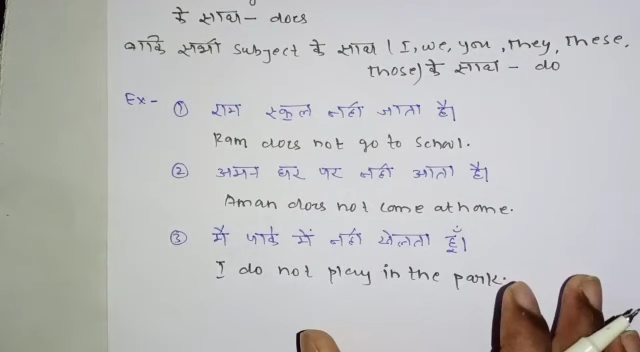 के साथ - does
बाकि सभी subject के साथ (I, we, you, they, these,
those) के साथ - do
Ex- ① राम स्कुल नहीं जाता है।
Ram does not go to school.
② अमन घर पर नहीं आता है।
Aman does not come at home.
③ मैं पार्क में नहीं खेलता हूँ।
I do not play in the park.